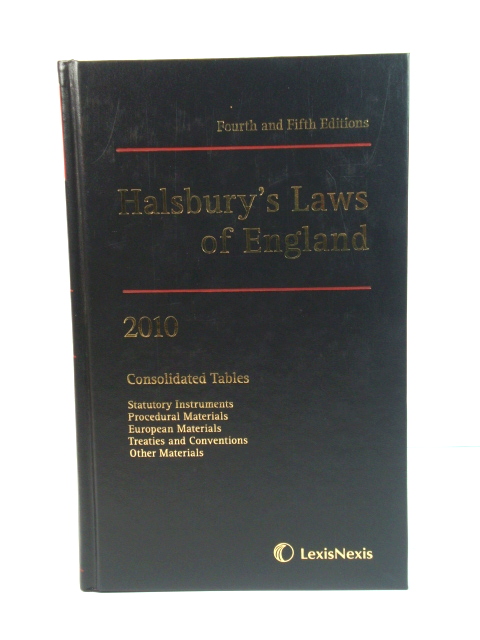 Fourth and Fifth Editions
Halsbury's Laws
of England
2010
Consolidated Tables
Statutory Instruments
Procedural Materials
European Materials
Treaties and Conventions
Other Materials
LexisNexis